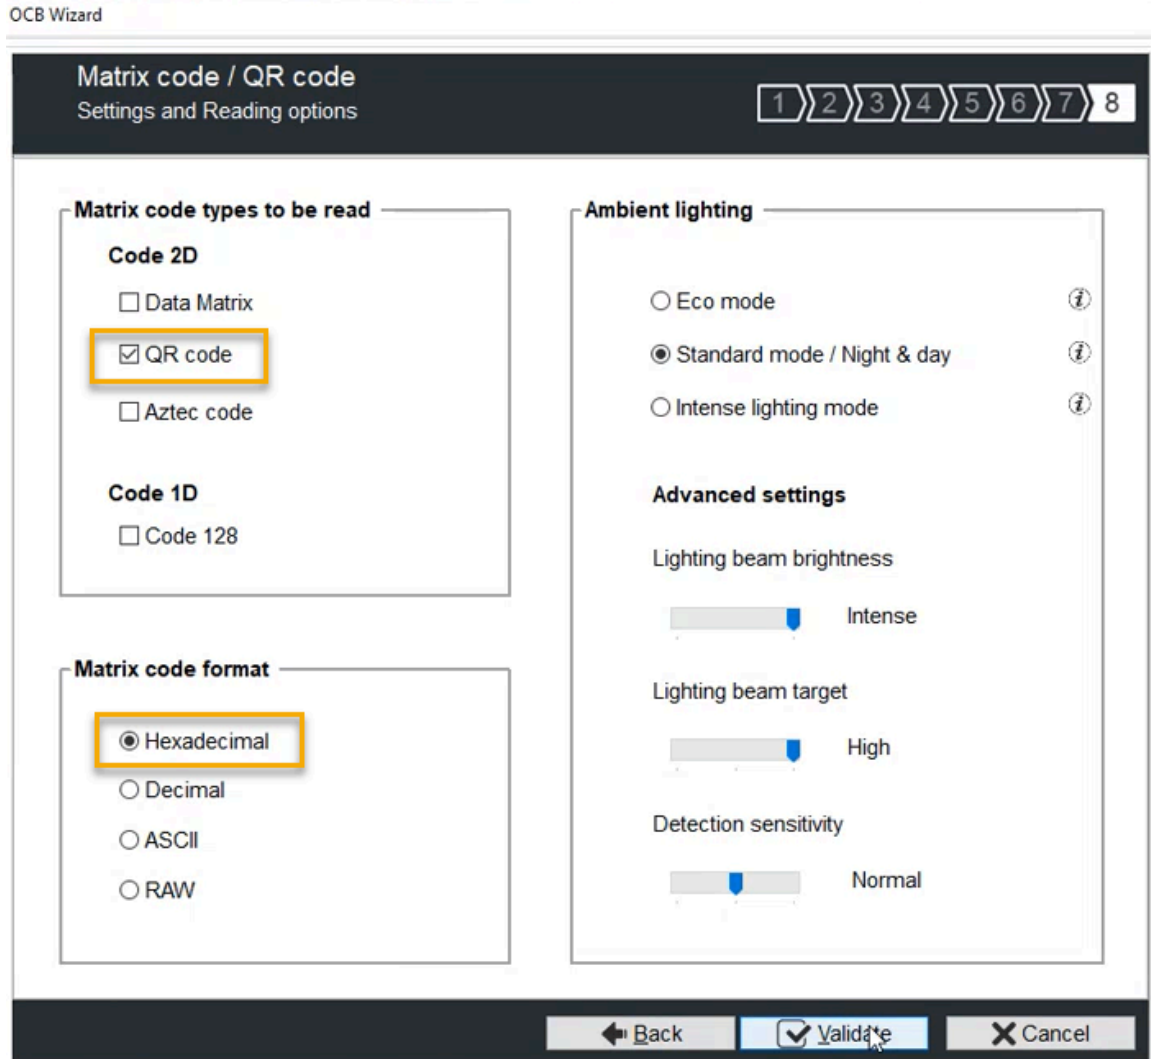 OCB Wizard
Matrix code / QR code
Settings and Reading options
1 2 3 4 5 6 7 8
Matrix code types to be read
Code 2D
Data Matrix
QR code
Aztec code
Code 1D
Code 128
Matrix code format
Hexadecimal
Decimal
ASCII
RAW
Ambient lighting
Eco mode
Standard mode / Night & day
Intense lighting mode
Advanced settings
Lighting beam brightness
Intense
Lighting beam target
High
Detection sensitivity
Normal
Back Validate Cancel